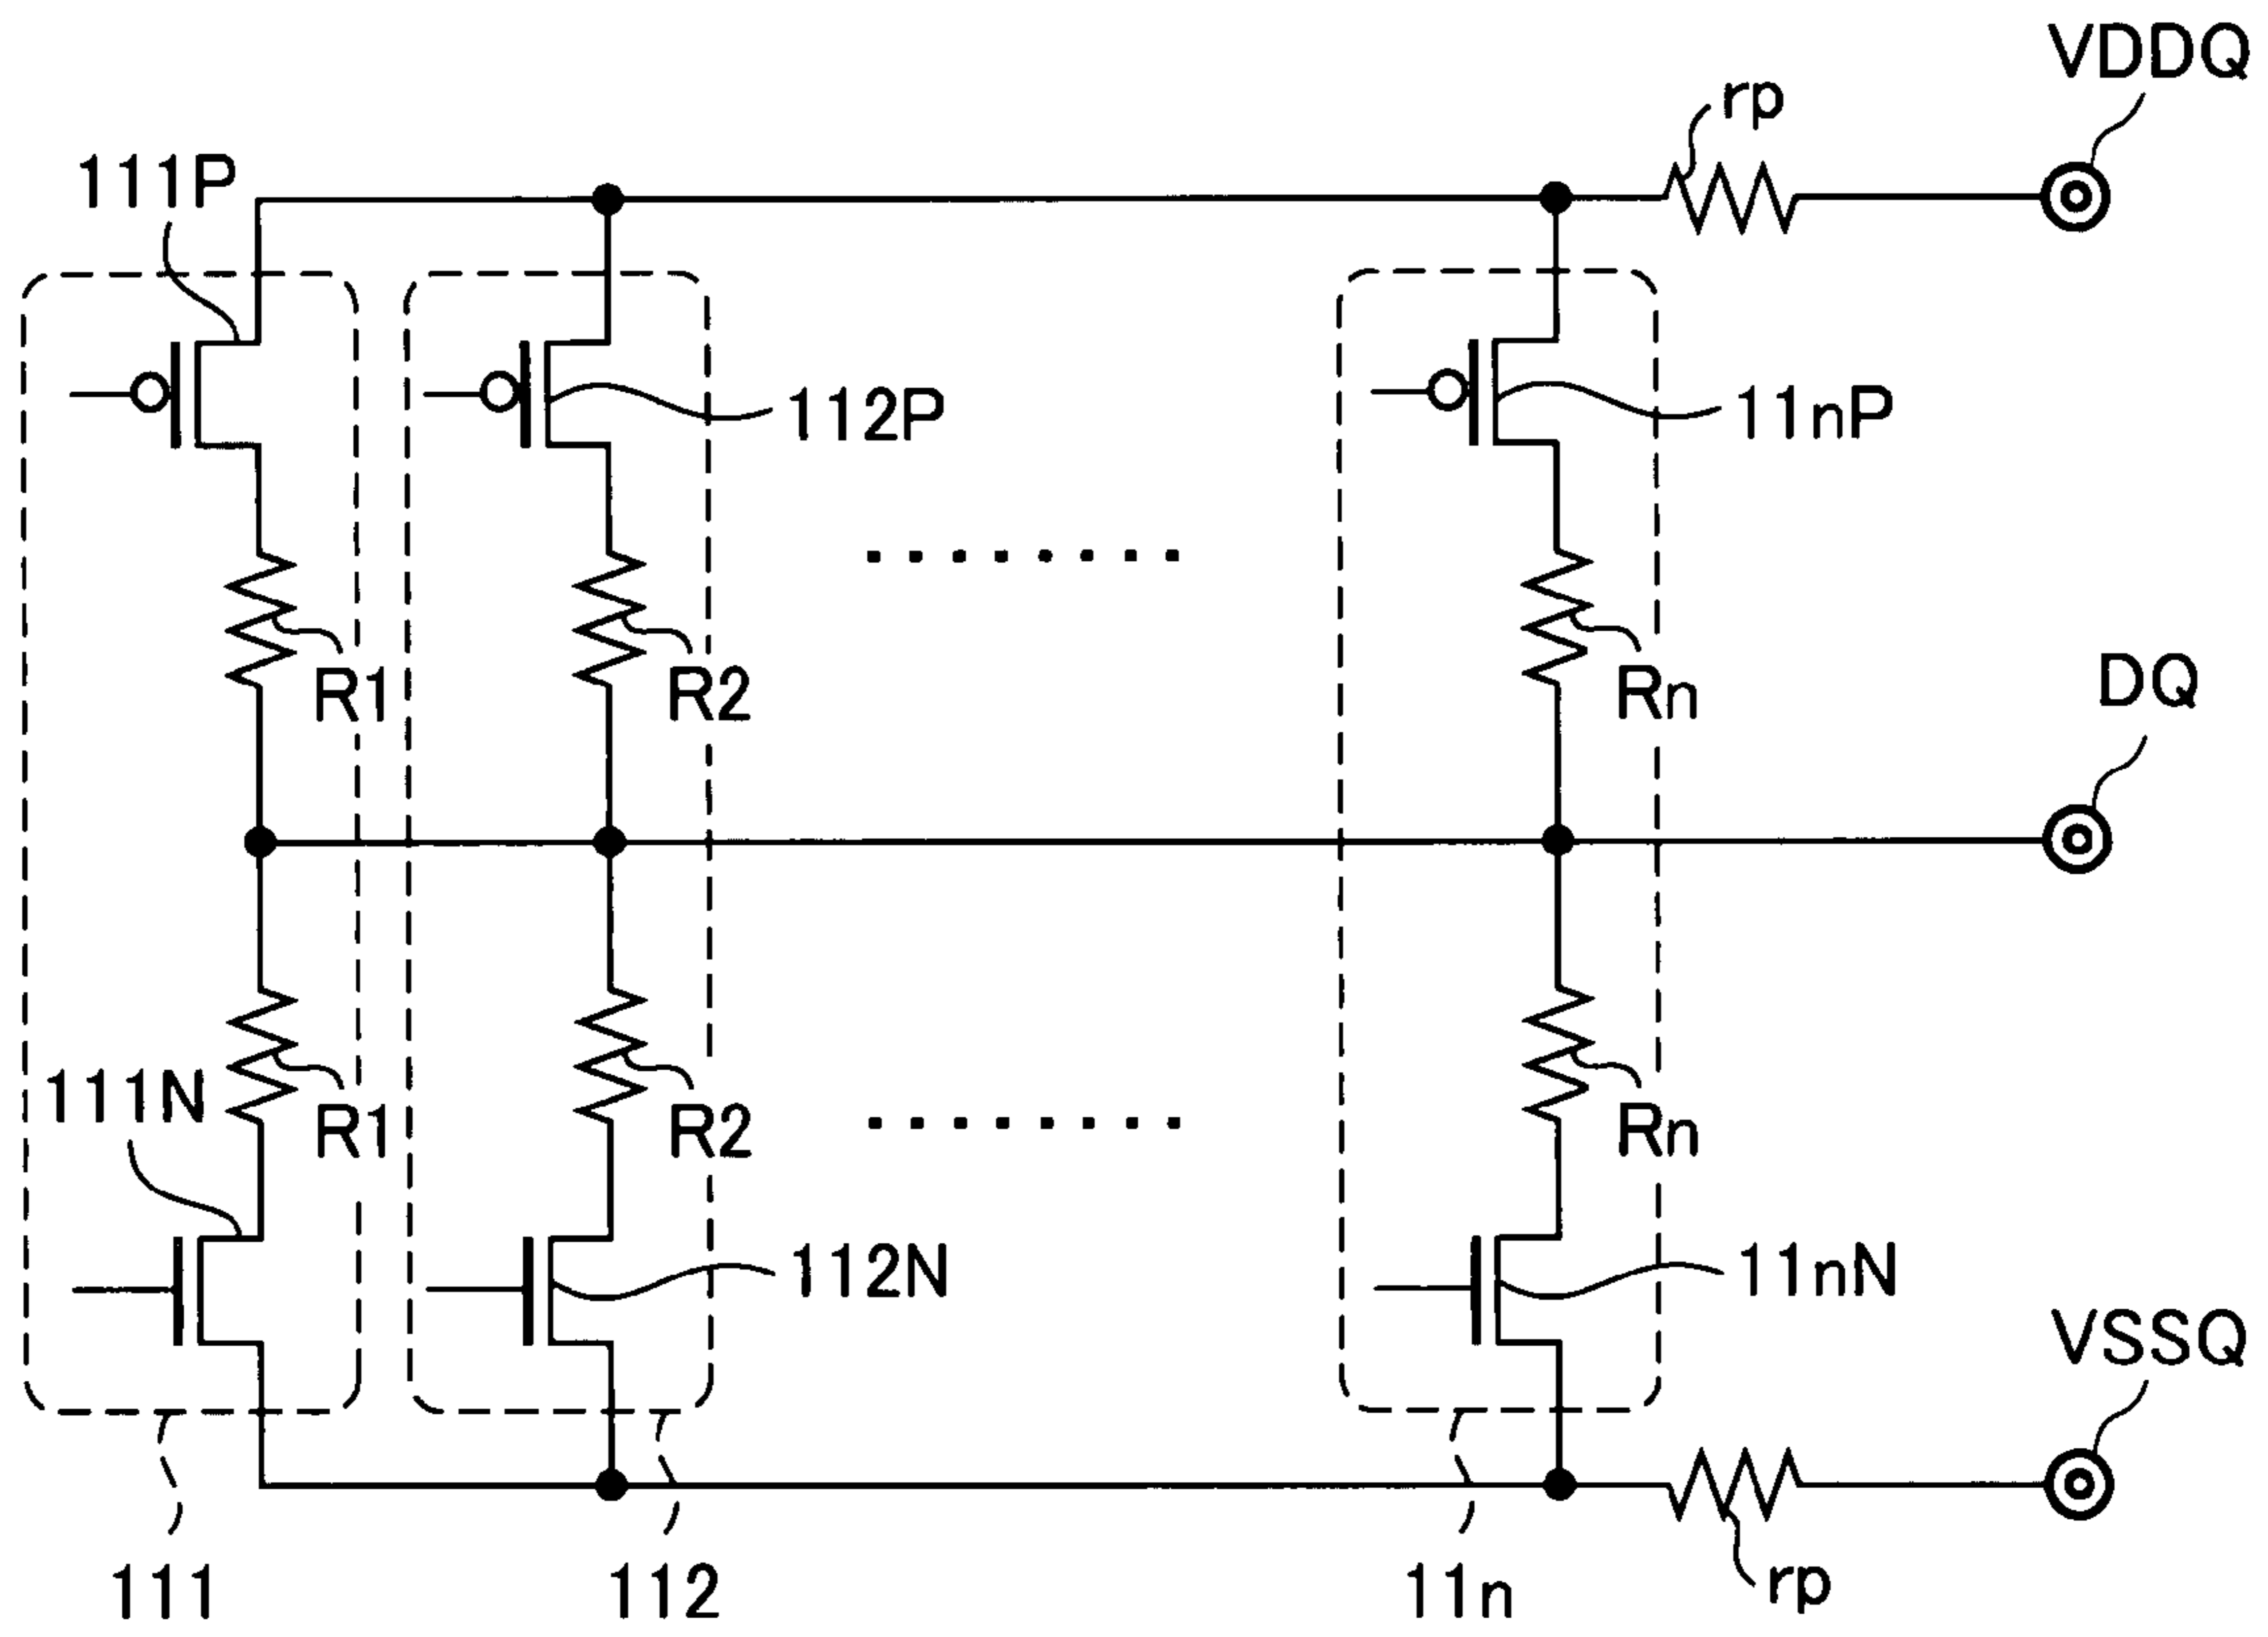 VDDQ
rp
111P
112P
11nP
R1
R2
Rn
DQ
111N
R1
R2
Rn
112N
11nN
VSSQ
111
112
11n
rp